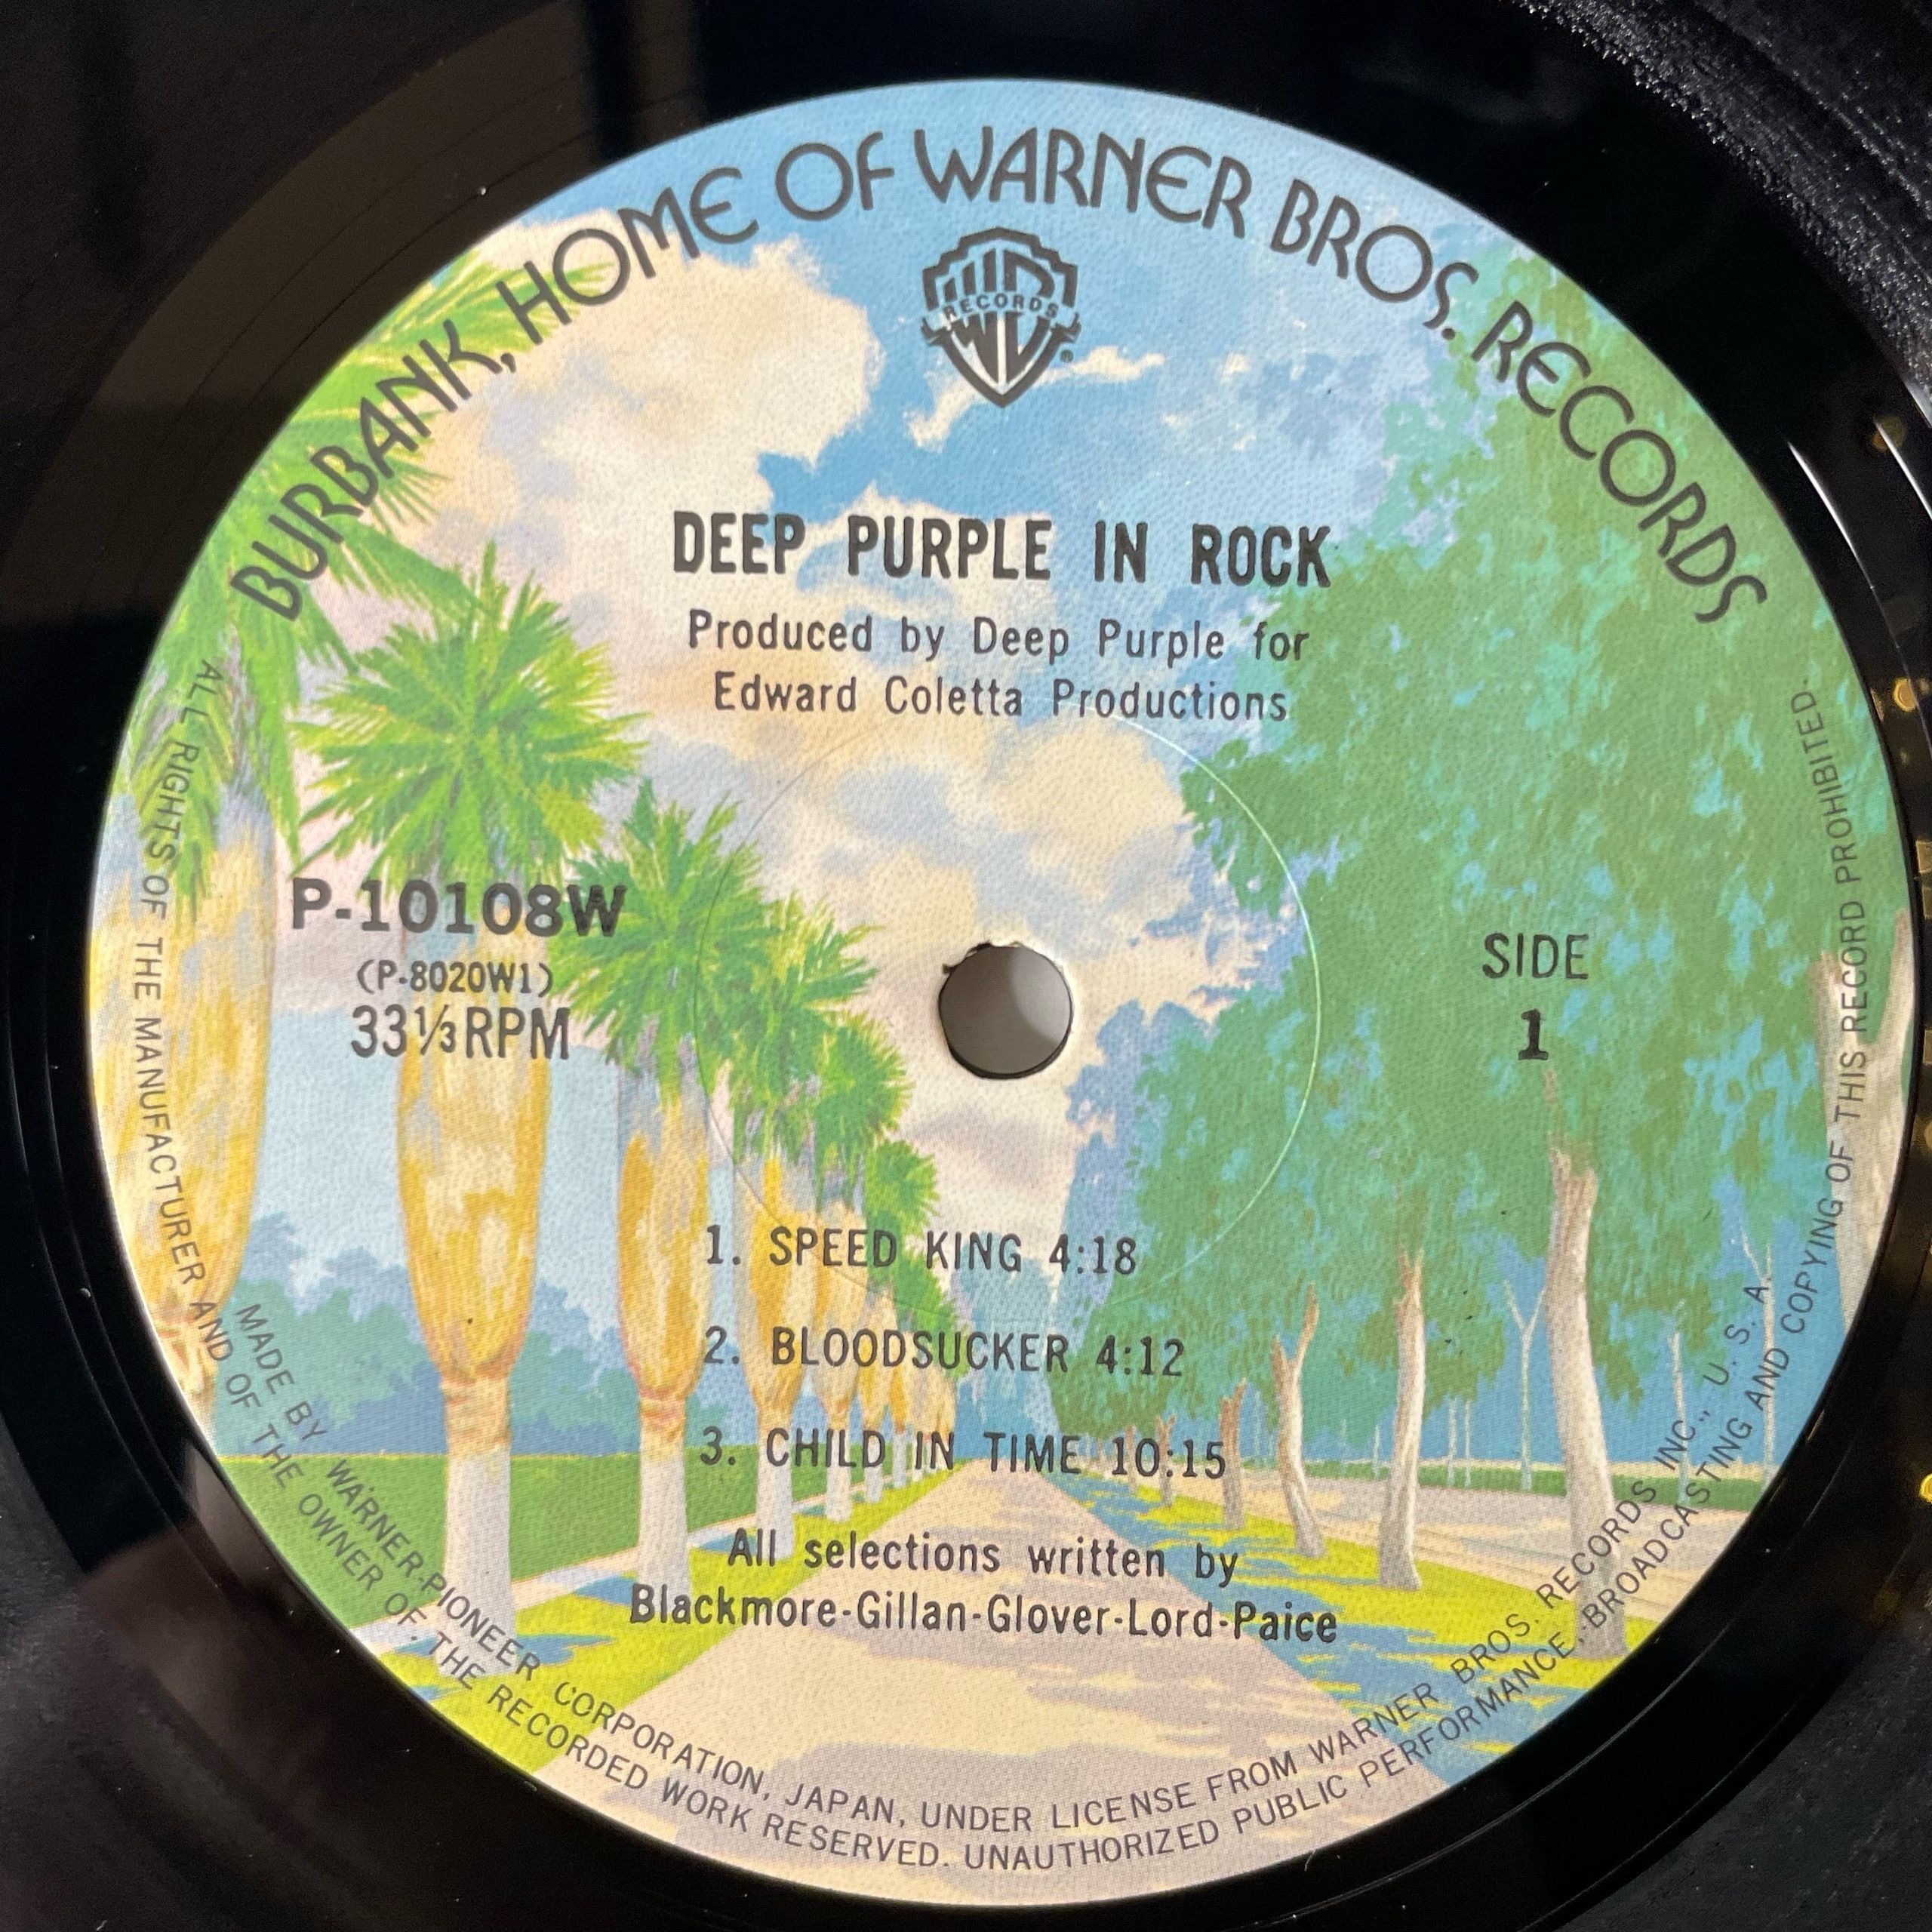 BURBANK, HOME OF WARNER BROS. RECORDS
RECORDS
®
DEEP PURPLE IN ROCK
Produced by Deep Purple for
Edward Coletta Productions
P-10108W
(P-8020W1)
33⅓RPM
SIDE
1
1. SPEED KING 4:18
2. BLOODSUCKER 4:12
3. CHILD IN TIME 10:15
All selections written by
Blackmore-Gillan-Glover-Lord-Paice
MADE BY WARNER-PIONEER CORPORATION, JAPAN, UNDER LICENSE FROM WARNER BROS. RECORDS INC., U. S. A.
ALL RIGHTS OF THE MANUFACTURER AND OF THE OWNER OF THE RECORDED WORK RESERVED. UNAUTHORIZED PUBLIC PERFORMANCE, BROADCASTING AND COPYING OF THIS RECORD PROHIBITED.